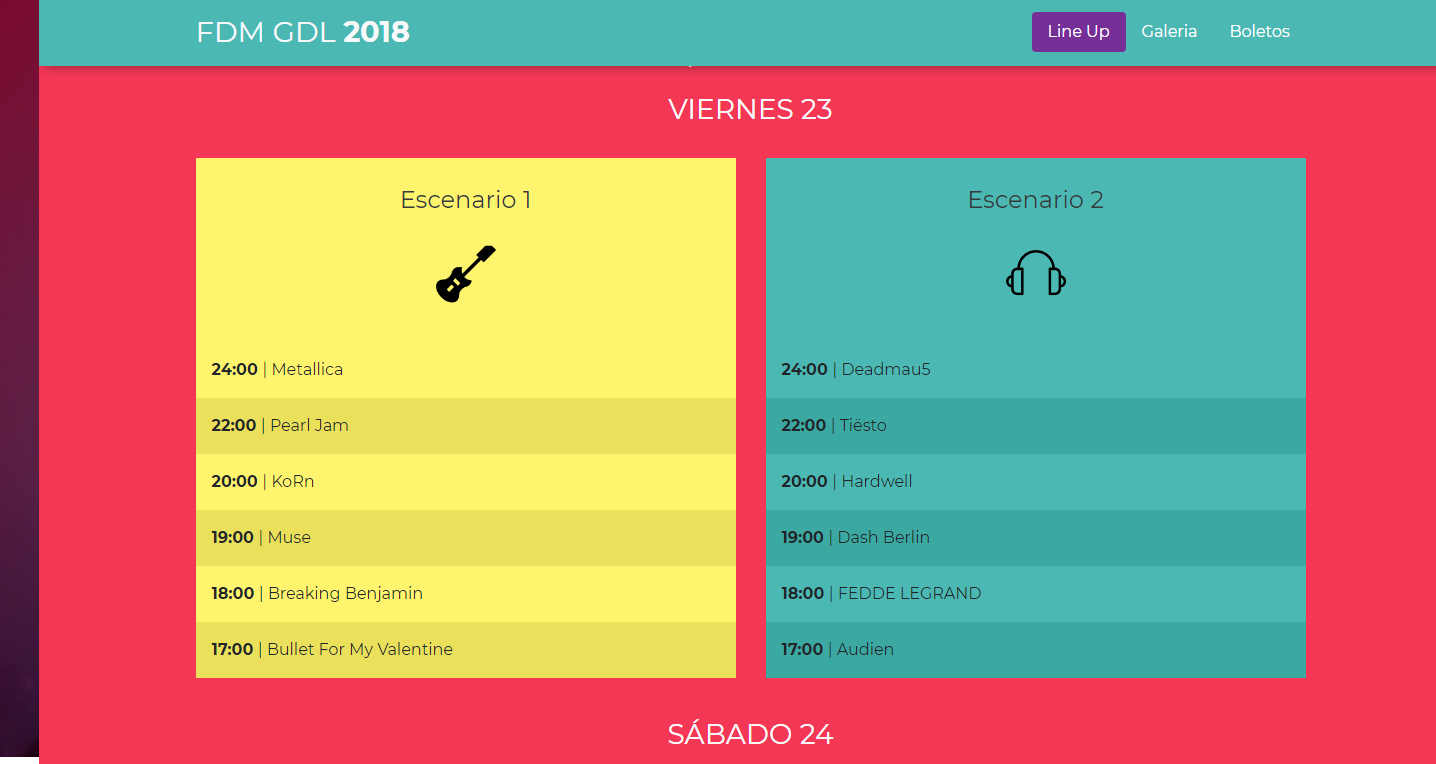 FDM GDL 2018
Line Up
Galeria
Boletos
VIERNES 23
Escenario 1
24:00 | Metallica
22:00 | Pearl Jam
20:00 | KoRn
19:00 | Muse
18:00 | Breaking Benjamin
17:00 | Bullet For My Valentine
Escenario 2
24:00 | Deadmau5
22:00 | Tiësto
20:00 | Hardwell
19:00 | Dash Berlin
18:00 | FEDDE LEGRAND
17:00 | Audien
SÁBADO 24